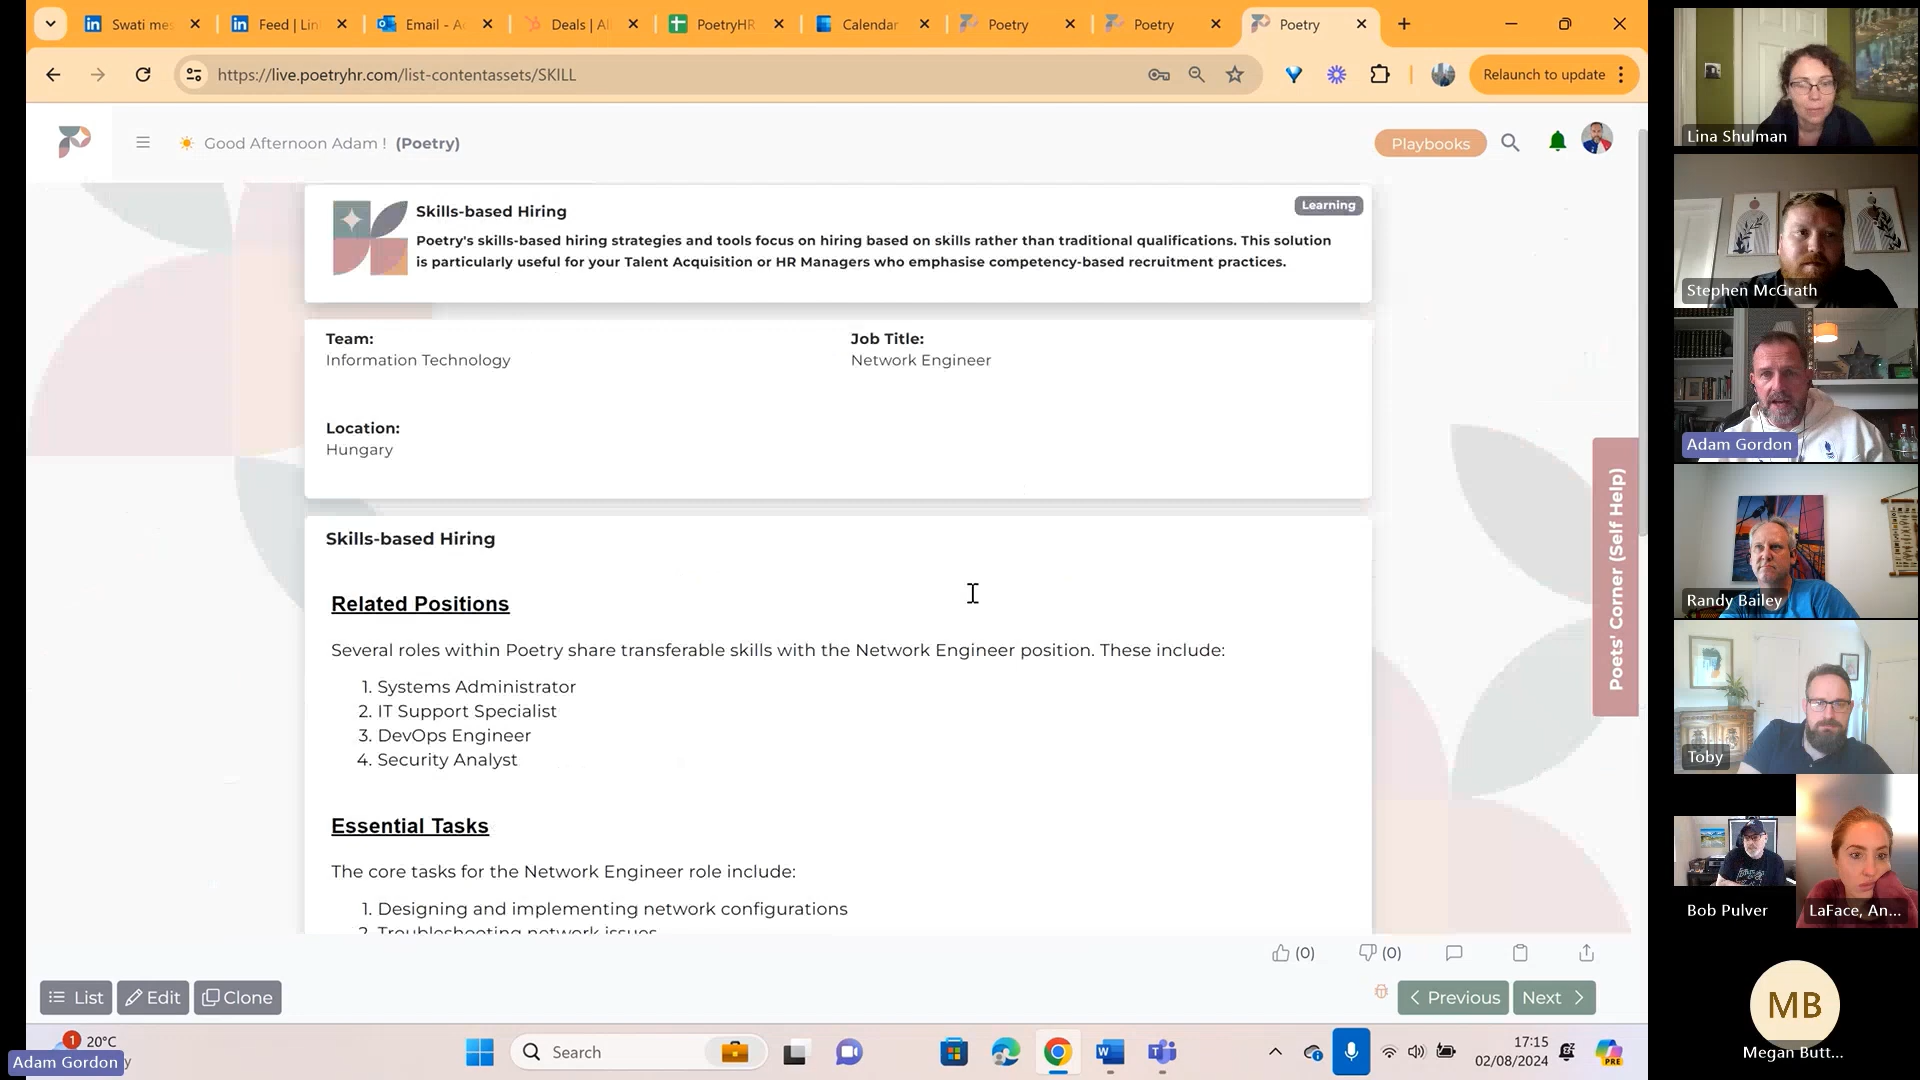 Swati mes
Feed | Lin
Email - A
Deals | Al
PoetryHR
Calendar
Poetry
Poetry
Poetry
https://live.poetryhr.com/list-contentassets/SKILL
Relaunch to update
Good Afternoon Adam ! (Poetry)
Playbooks
Skills-based Hiring
Learning
Poetry's skills-based hiring strategies and tools focus on hiring based on skills rather than traditional qualifications. This solution
is particularly useful for your Talent Acquisition or HR Managers who emphasise competency-based recruitment practices.
Team:
Information Technology
Job Title:
Network Engineer
Location:
Hungary
Skills-based Hiring
Related Positions
Several roles within Poetry share transferable skills with the Network Engineer position. These include:
1. Systems Administrator
2. IT Support Specialist
3. DevOps Engineer
4. Security Analyst
Essential Tasks
The core tasks for the Network Engineer role include:
1. Designing and implementing network configurations
2. Troubleshooting network issues
Poets' Corner (Self Help)
(0)
(0)
List
Edit
Clone
Previous
Next
1
20°C
Adam Gordon
Search
PRE
17:15
02/08/2024
Lina Shulman
Stephen McGrath
Adam Gordon
Randy Bailey
Toby
Bob Pulver
LaFace, An...
MB
Megan Butt...